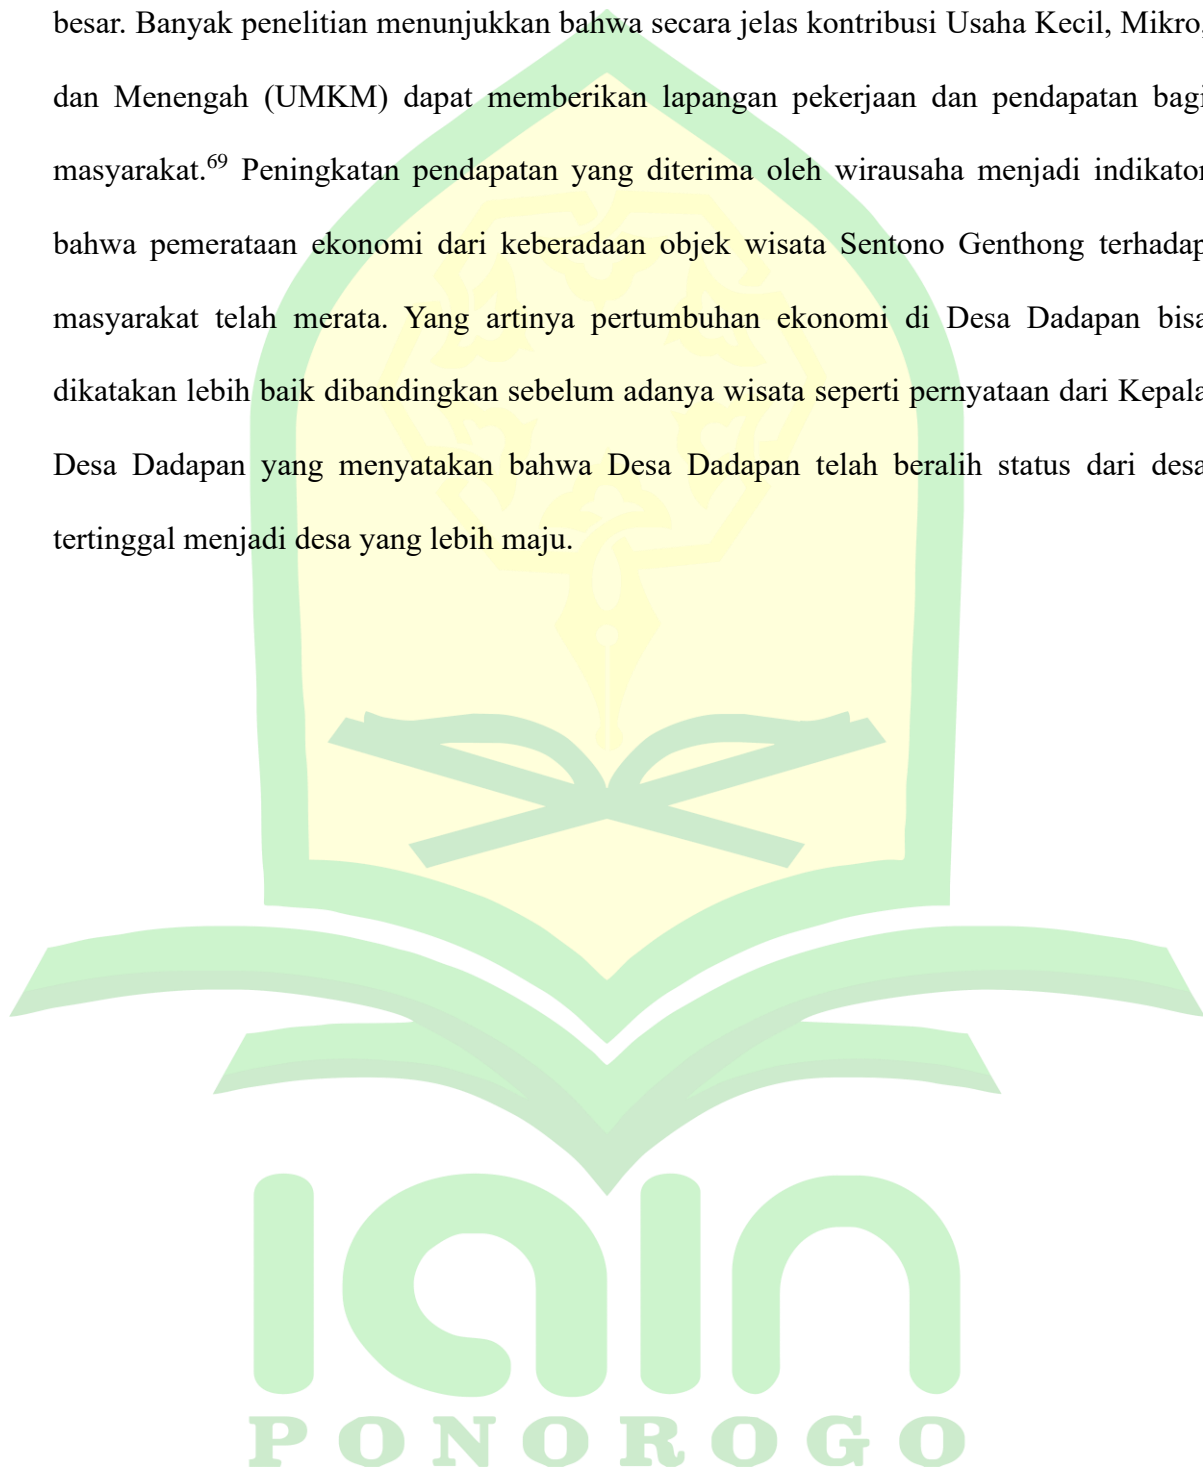 besar. Banyak penelitian menunjukkan bahwa secara jelas kontribusi Usaha Kecil, Mikro,
dan Menengah (UMKM) dapat memberikan lapangan pekerjaan dan pendapatan bagi
masyarakat.⁶⁹ Peningkatan pendapatan yang diterima oleh wirausaha menjadi indikator
bahwa pemerataan ekonomi dari keberadaan objek wisata Sentono Genthong terhadap
masyarakat telah merata. Yang artinya pertumbuhan ekonomi di Desa Dadapan bisa
dikatakan lebih baik dibandingkan sebelum adanya wisata seperti pernyataan dari Kepala
Desa Dadapan yang menyatakan bahwa Desa Dadapan telah beralih status dari desa
tertinggal menjadi desa yang lebih maju.
iain
PONOROGO